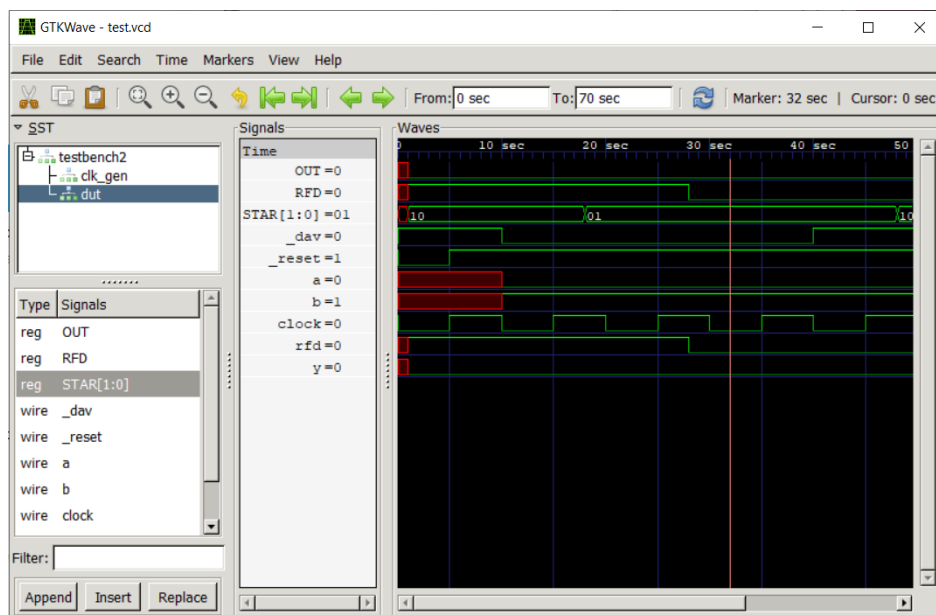 GTKWave - test.vcd
File Edit Search Time Markers View Help
From: 0 sec To: 70 sec Marker: 32 sec | Cursor: 0 sec
SST
testbench2
clk_gen
dut
Type Signals
reg OUT
reg RFD
reg STAR[1:0]
wire _dav
wire _reset
wire a
wire b
wire clock
Filter:
Append Insert Replace
Signals
Time
OUT =0
RFD =0
STAR[1:0] =01
_dav =0
_reset =1
a =0
b =1
clock =0
rfd =0
y =0
Waves
10 sec 20 sec 30 sec 40 sec 50
10 01 10